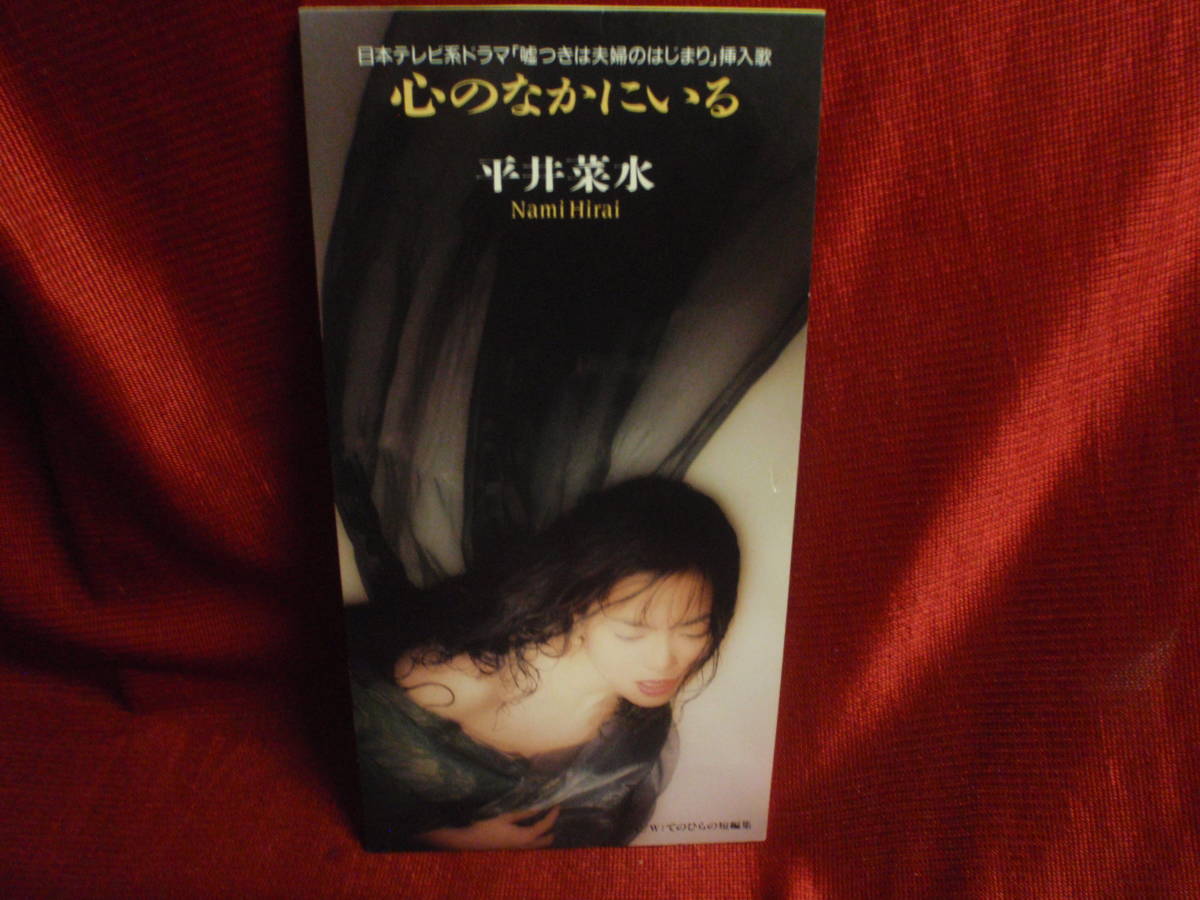 日本テレビ系ドラマ「嘘つきは夫婦のはじまり」挿入歌
心のなかにいる
平井菜水
Nami Hirai
W:てのひらの短編集